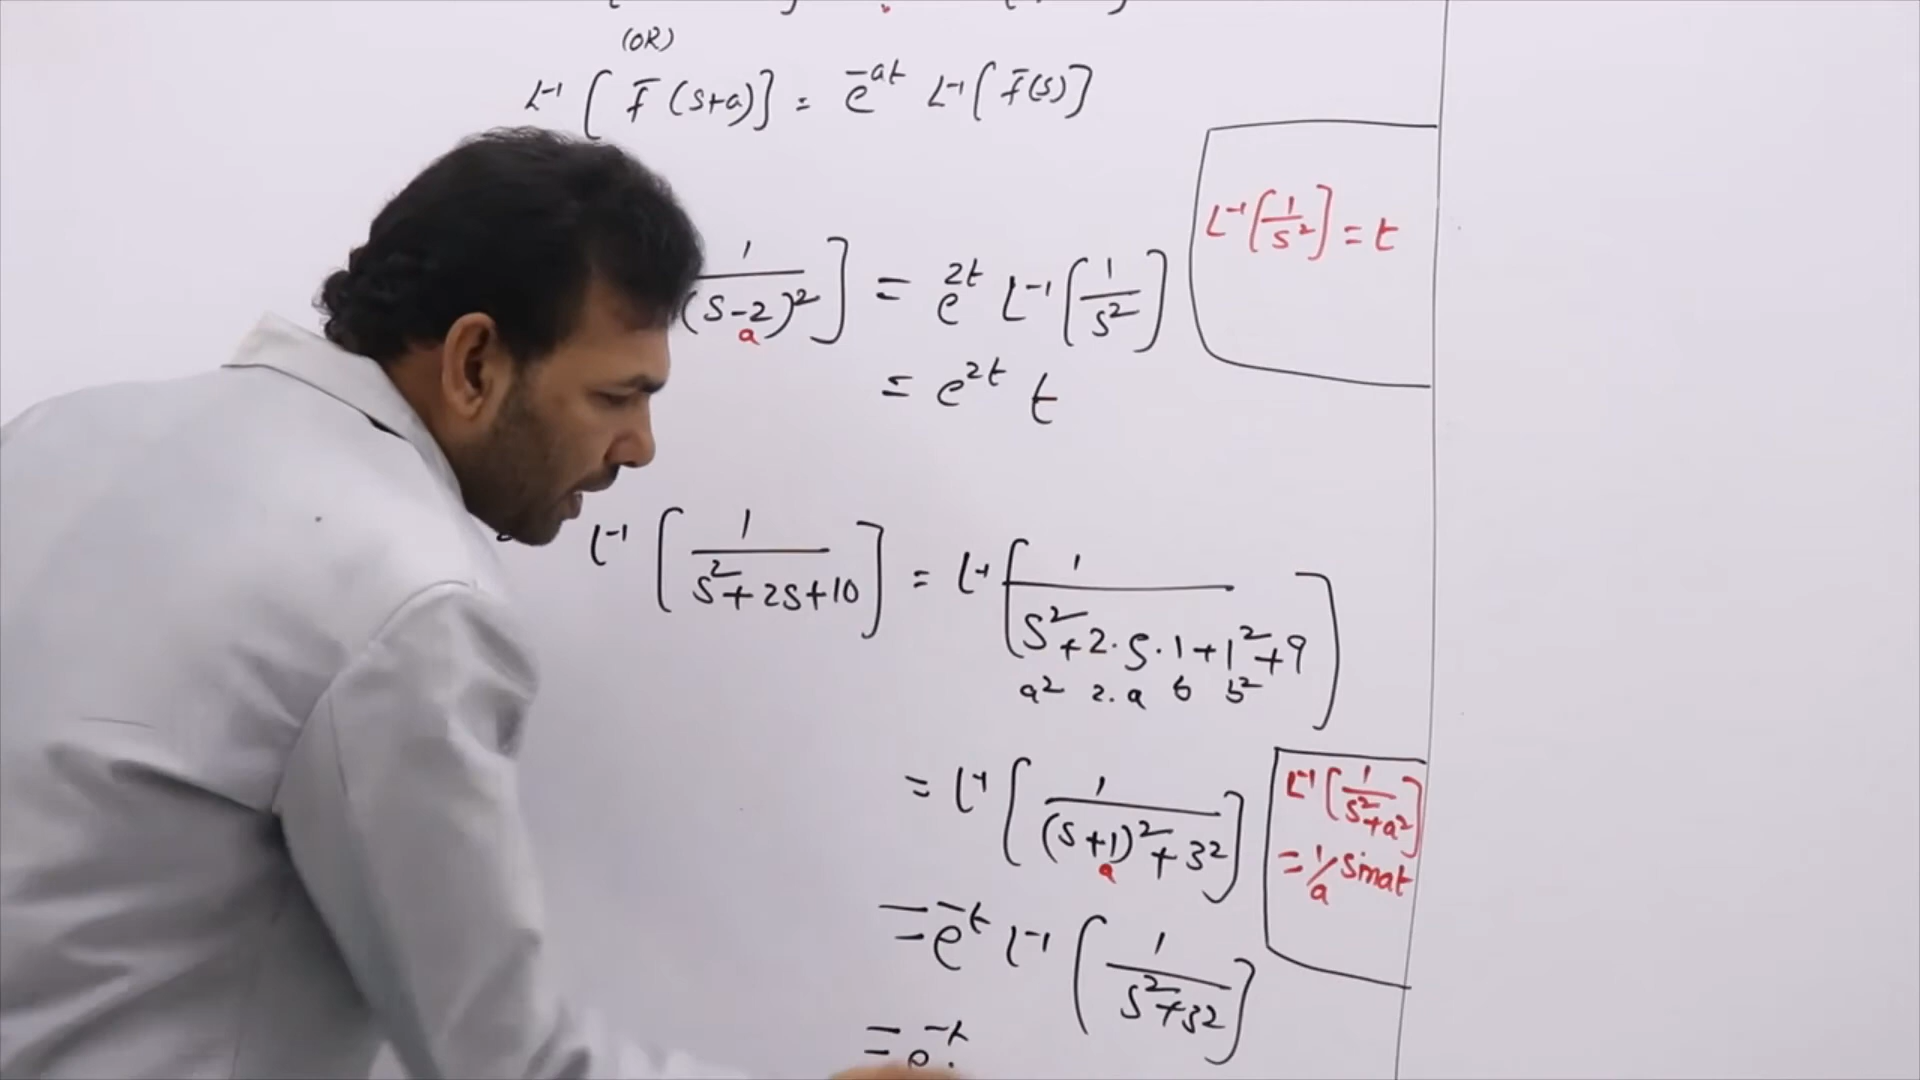 (OR)
L⁻¹ [ f̄ (s+a)] = e^-at L⁻¹ [ f̄(s)]
1/(s-2)² ] = e^2t L⁻¹ [1/s²]
a
L⁻¹ [1/s²] = t
= e^2t t
L⁻¹ [ 1/s²+2s+10 ] = L⁻¹ [ 1/s²+2·s·1+1²+9 ]
a² 2.a b b²
= L⁻¹ [ 1/(s+1)²+3² ]
a
L⁻¹ [1/s²+a²]
= 1/a sinat
= e^-t L⁻¹ [ 1/s²+3² ]
= e^-t